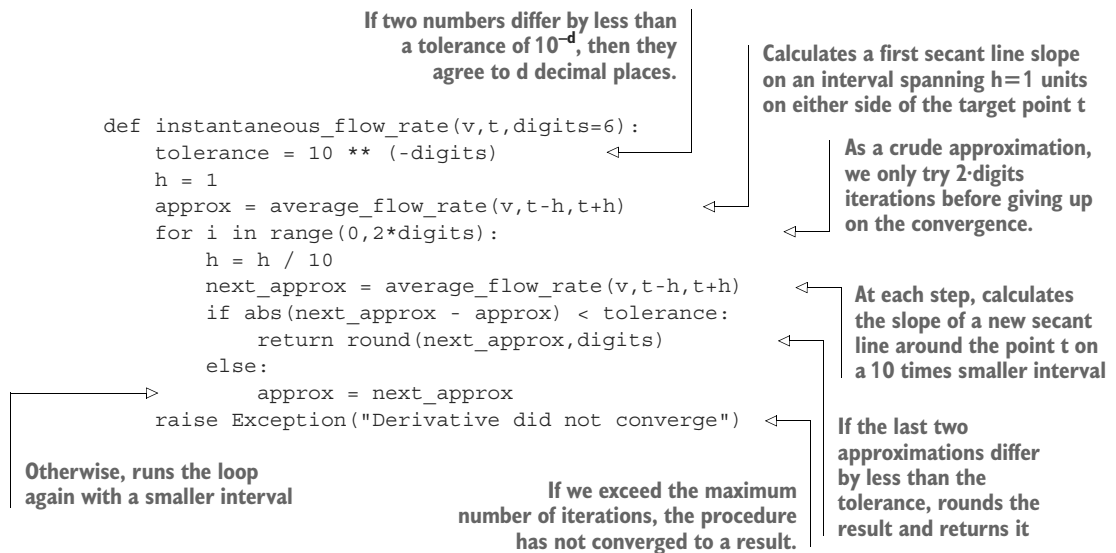 If two numbers differ by less than
a tolerance of 10⁻ᵈ, then they
agree to d decimal places.
Calculates a first secant line slope
on an interval spanning h=1 units
on either side of the target point t
def instantaneous_flow_rate(v,t,digits=6):
    tolerance = 10 ** (-digits)
    h = 1
    approx = average_flow_rate(v,t-h,t+h)
    for i in range(0,2*digits):
        h = h / 10
        next_approx = average_flow_rate(v,t-h,t+h)
        if abs(next_approx - approx) < tolerance:
            return round(next_approx,digits)
        else:
            approx = next_approx
    raise Exception("Derivative did not converge")
As a crude approximation,
we only try 2·digits
iterations before giving up
on the convergence.
At each step, calculates
the slope of a new secant
line around the point t on
a 10 times smaller interval
If the last two
approximations differ
by less than the
tolerance, rounds the
result and returns it
Otherwise, runs the loop
again with a smaller interval
If we exceed the maximum
number of iterations, the procedure
has not converged to a result.